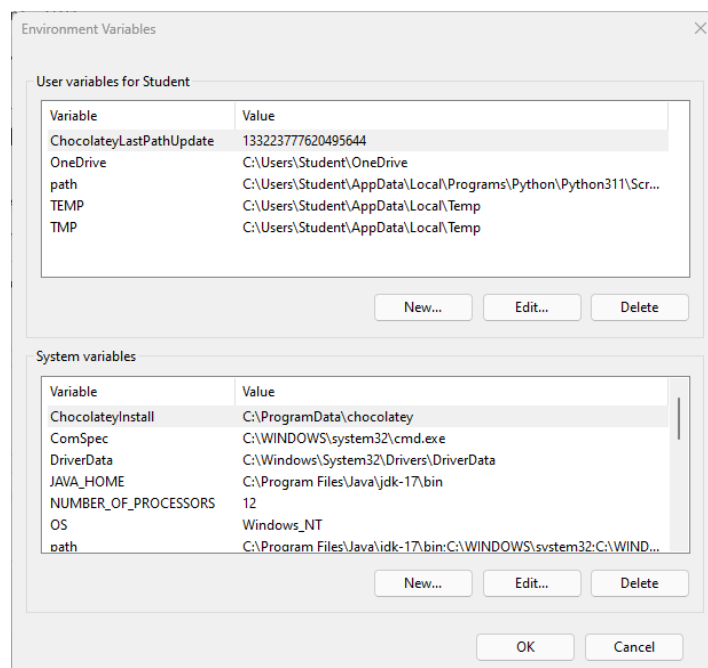 Environment Variables
User variables for Student
Variable Value
ChocolateyLastPathUpdate 133223777620495644
OneDrive C:\Users\Student\OneDrive
path C:\Users\Student\AppData\Local\Programs\Python\Python311\Scr...
TEMP C:\Users\Student\AppData\Local\Temp
TMP C:\Users\Student\AppData\Local\Temp
New... Edit... Delete
System variables
Variable Value
ChocolateyInstall C:\ProgramData\chocolatey
ComSpec C:\WINDOWS\system32\cmd.exe
DriverData C:\Windows\System32\Drivers\DriverData
JAVA_HOME C:\Program Files\Java\jdk-17\bin
NUMBER_OF_PROCESSORS 12
OS Windows_NT
path C:\Program Files\Java\jdk-17\bin;C:\WINDOWS\system32;C:\WIND...
New... Edit... Delete
OK Cancel